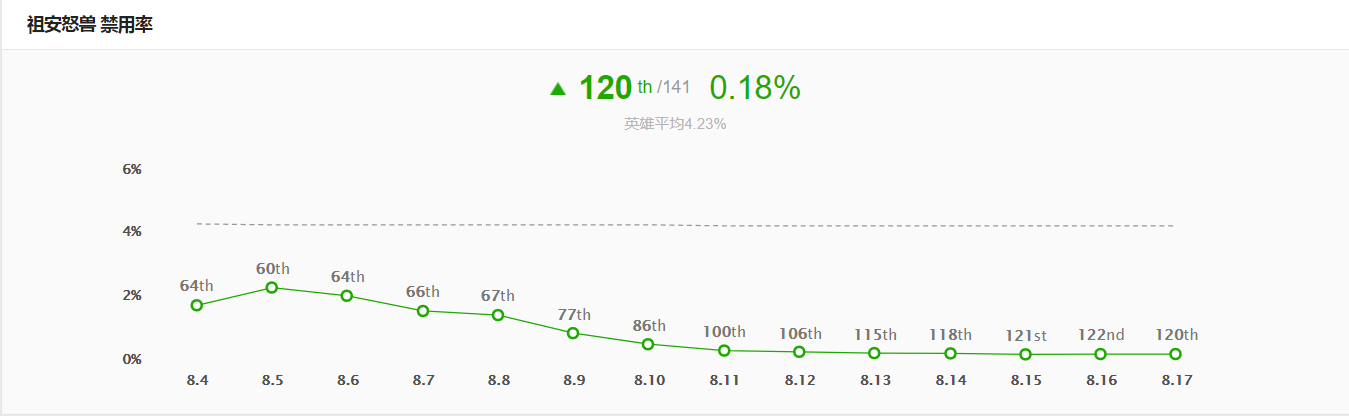 祖安怒兽 禁用率
▲ 120 th /141 0.18%
英雄平均4.23%
6%
4%
2%
0%
64th 60th 64th 66th 67th 77th 86th 100th 106th 115th 118th 121st 122nd 120th
8.4 8.5 8.6 8.7 8.8 8.9 8.10 8.11 8.12 8.13 8.14 8.15 8.16 8.17